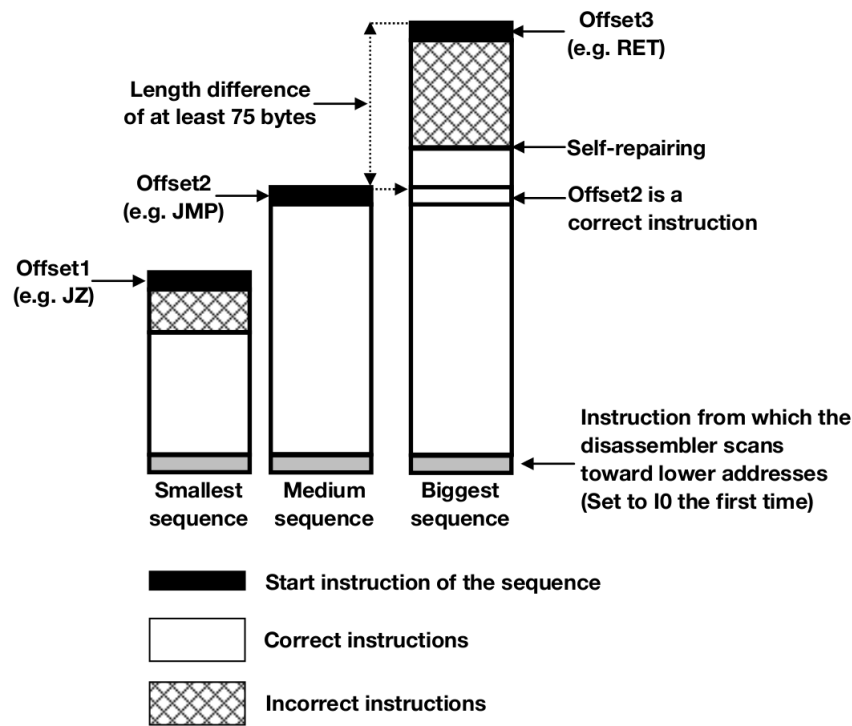 Offset3
(e.g. RET)
Length difference
of at least 75 bytes
Self-repairing
Offset2
(e.g. JMP)
Offset2 is a
correct instruction
Offset1
(e.g. JZ)
Instruction from which the
disassembler scans
toward lower addresses
(Set to I0 the first time)
Smallest
sequence
Medium
sequence
Biggest
sequence
Start instruction of the sequence
Correct instructions
Incorrect instructions